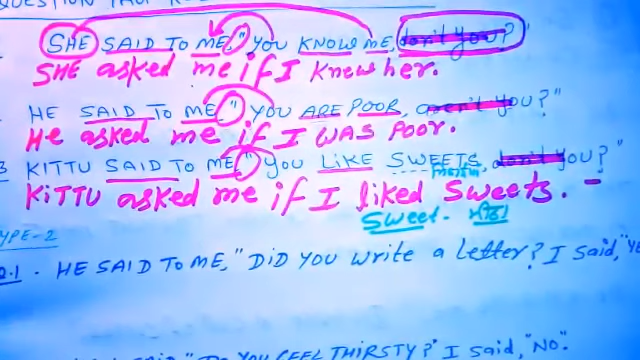 QUESTION
SHE SAID TO ME, "YOU KNOW ME, don't you?"
SHE asked me if I Knew her.
HE SAID TO ME, "YOU ARE POOR, aren't you?"
He asked me if I WAS POOR.
3 KITTU SAID TO ME, "YOU LIKE SWEETS, don't you?"
KITTU asked me if I liked Sweets.
Sweet.
TYPE-2
Q.1. HE SAID TO ME, "DID YOU WRITE a Letter? I said, "YE
"DO YOU FEEL THIRSTY?" I said, "NO".